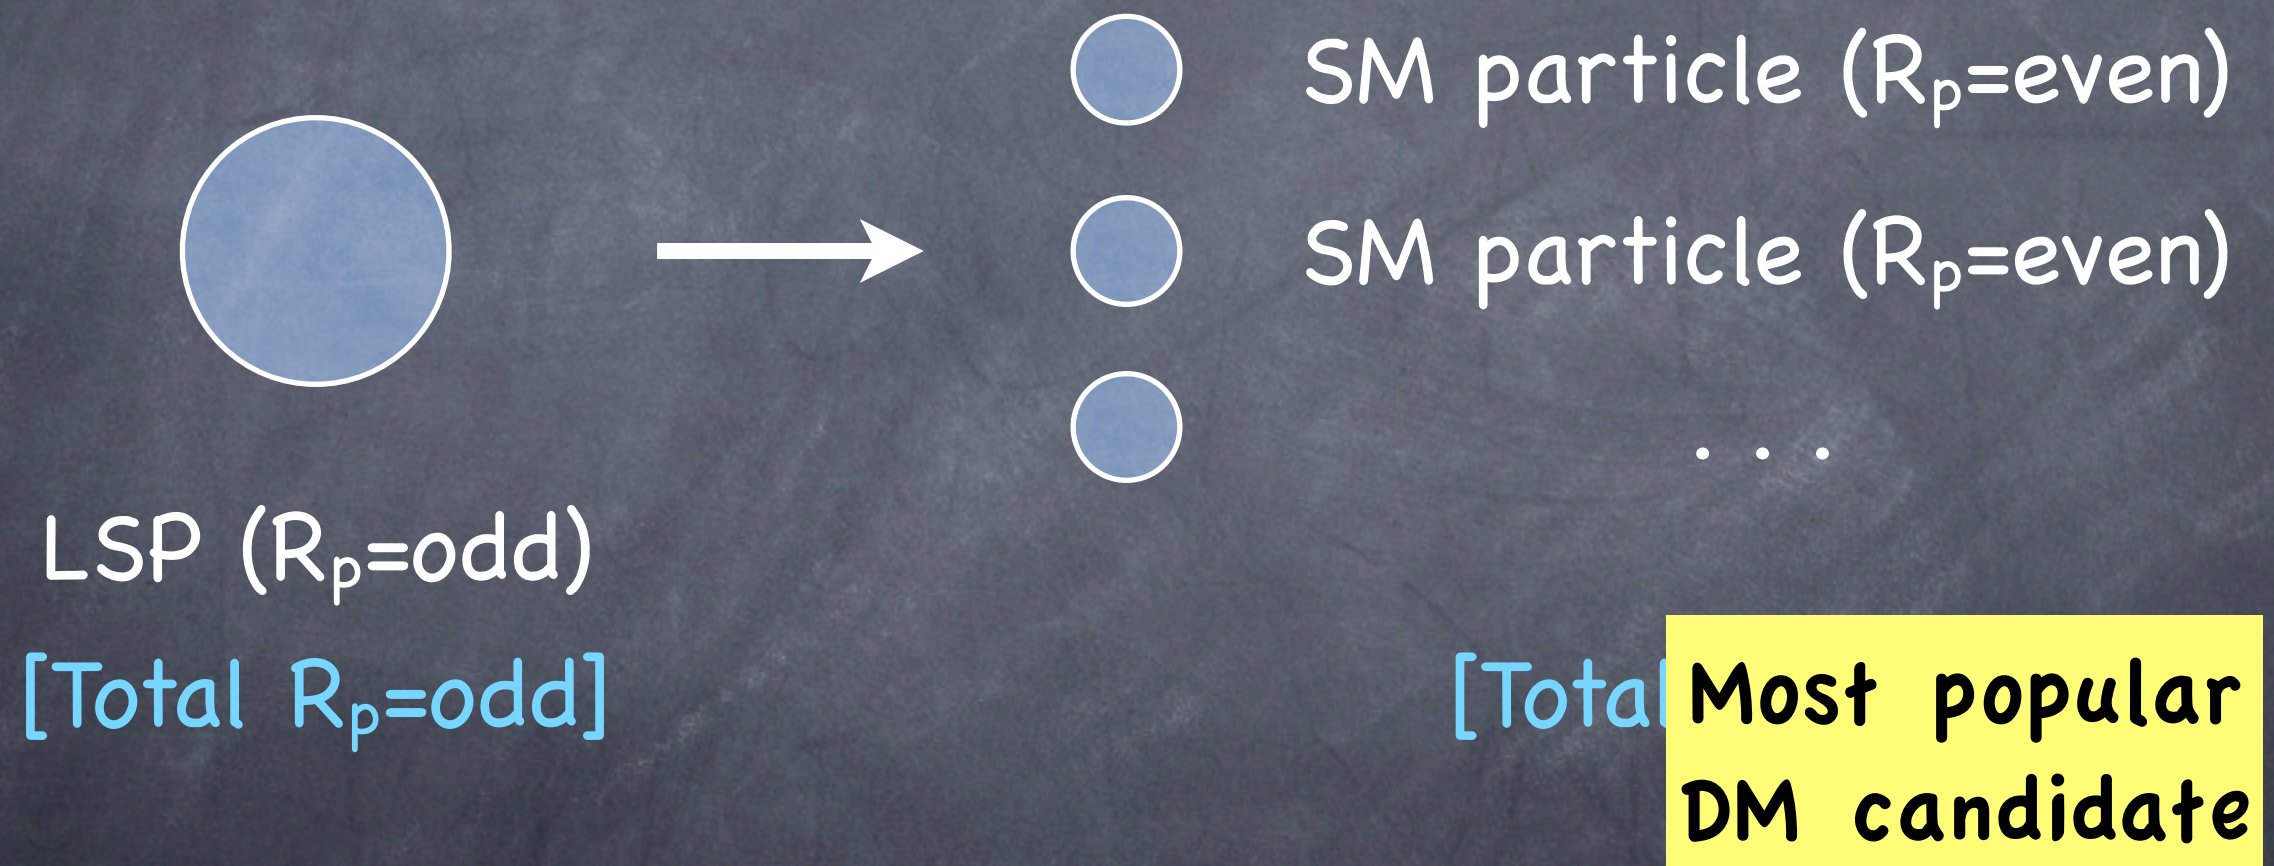 SM particle (Rp=even)
SM particle (Rp=even)
. . .
LSP (Rp=odd)
[Total Rp=odd]
[Total
Most popular
DM candidate